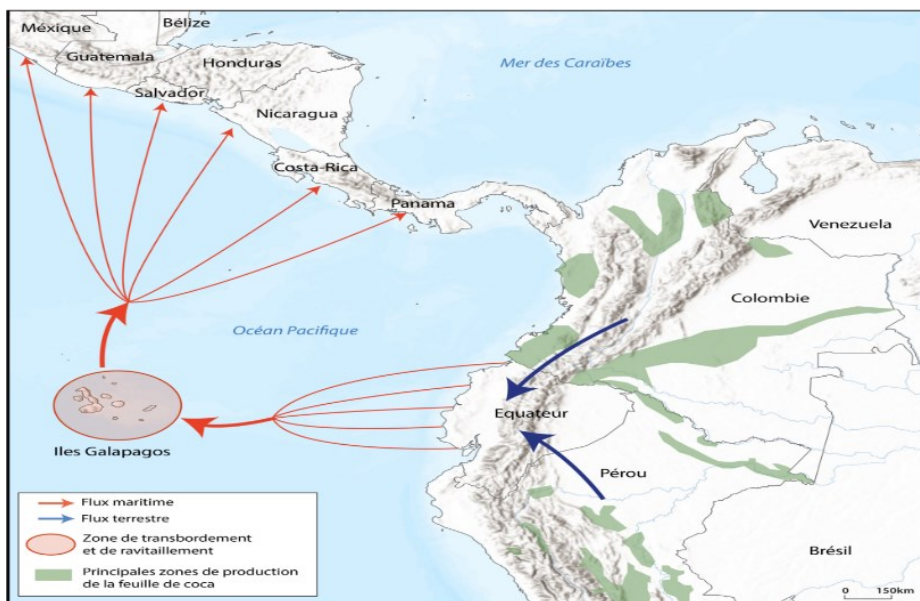 Méxique
Bélize
Guatemala
Honduras
Mer des Caraïbes
Salvador
Nicaragua
Costa-Rica
Panama
Venezuela
Colombie
Océan Pacifique
Equateur
Iles Galapagos
Pérou
Flux maritime
Flux terrestre
Zone de transbordement
et de ravitaillement
Principales zones de production
de la feuille de coca
Brésil
0 150km